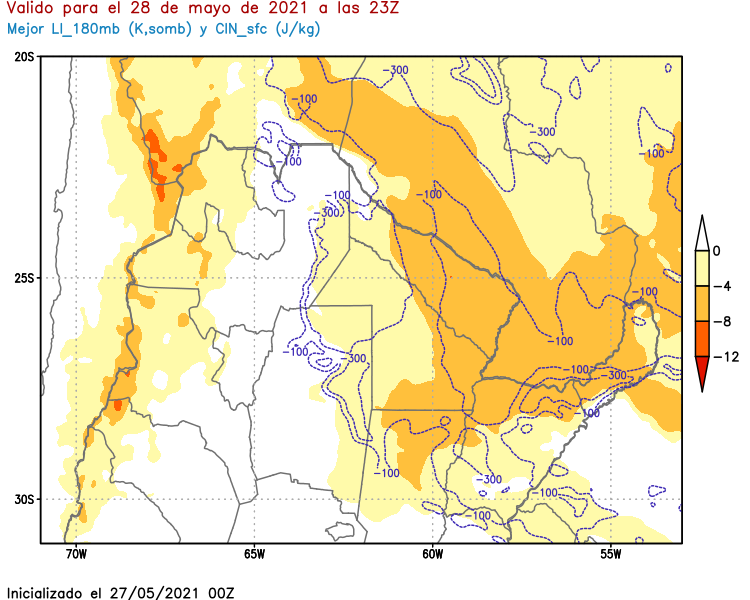 Valido para el 28 de mayo de 2021 a las 23Z
Mejor LI_180mb (K,somb) y CIN_sfc (J/kg)
20S
25S
30S
70W
65W
60W
55W
-300
-100
-300
-100
-100
-100
-100
-300
-100
-100
-100
-300
-100
-300
-100
-100
-300
-100
-100
0
-4
-8
-12
Inicializado el 27/05/2021 00Z